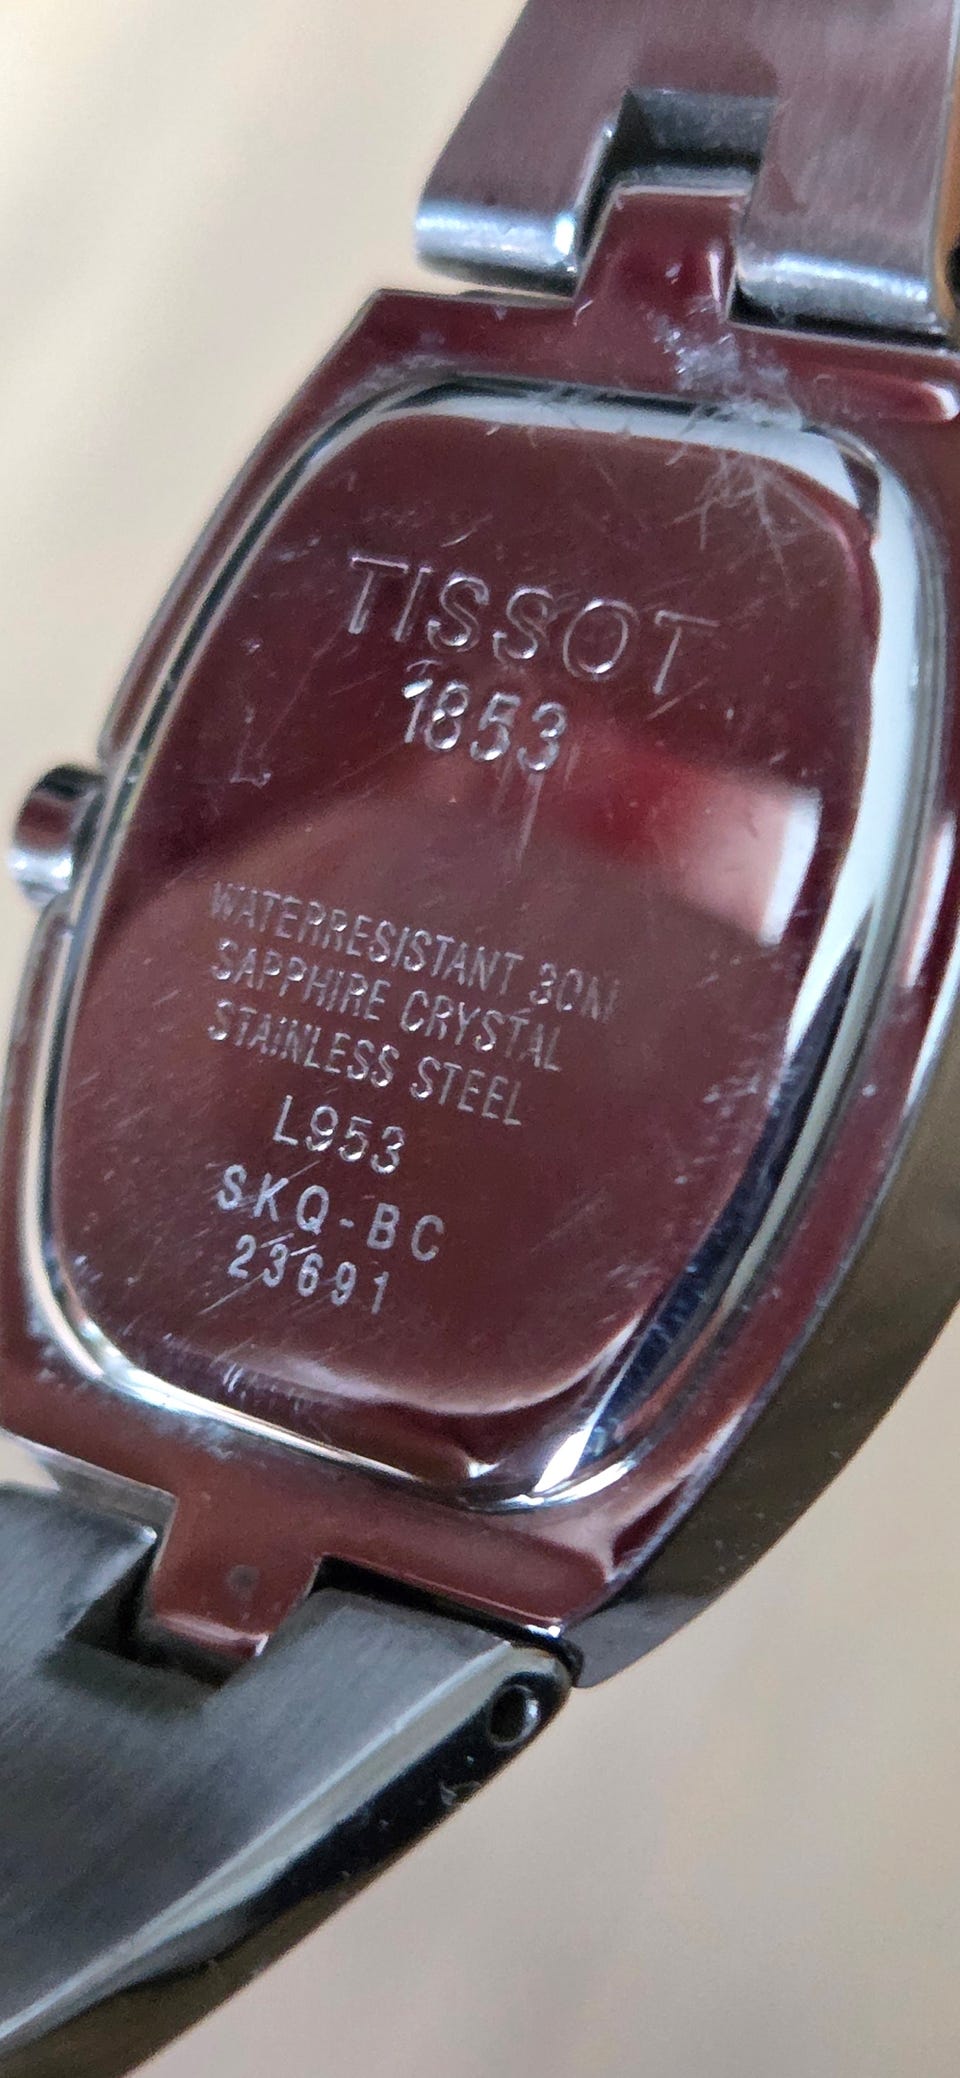 TISSOT
1853
WATERRESISTANT 30M
SAPPHIRE CRYSTAL
STAINLESS STEEL
L953
SKQ-BC
23691